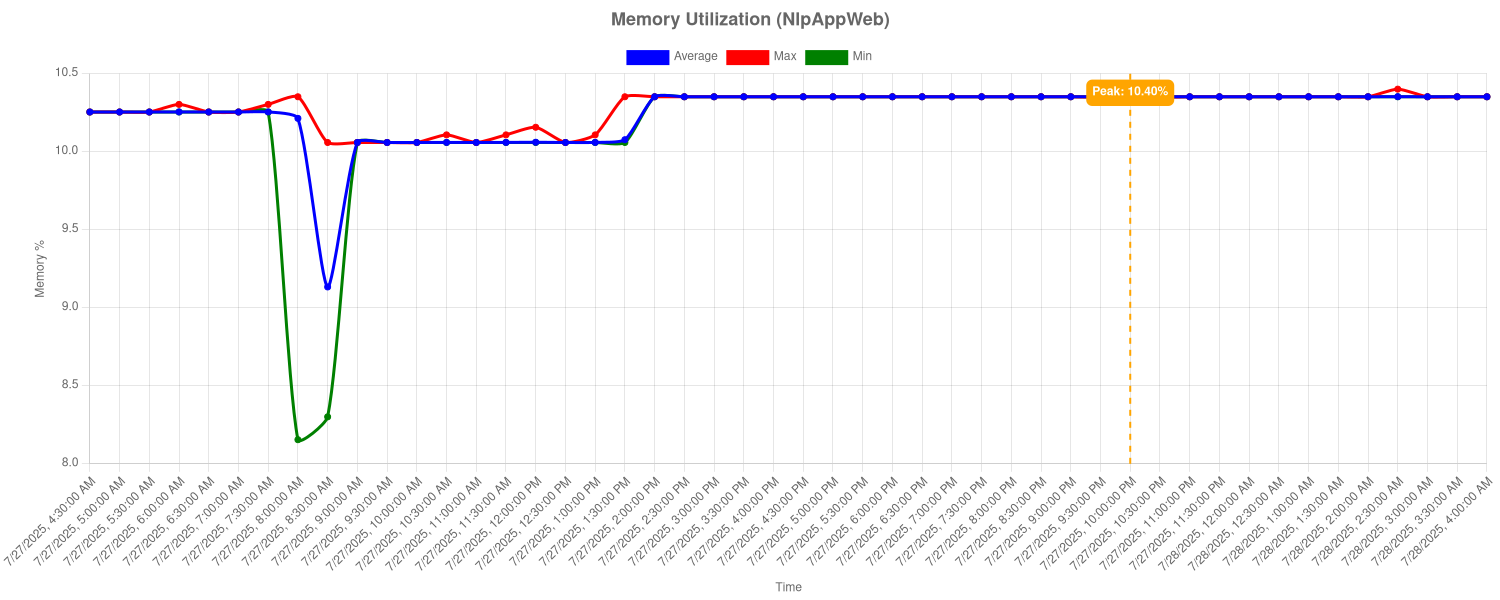 Memory Utilization (NlpAppWeb)
Average Max Min
Peak: 10.40%
10.5
10.0
9.5
9.0
8.5
8.0
Memory %
7/27/2025, 4:30:00 AM
7/27/2025, 5:00:00 AM
7/27/2025, 5:30:00 AM
7/27/2025, 6:00:00 AM
7/27/2025, 6:30:00 AM
7/27/2025, 7:00:00 AM
7/27/2025, 7:30:00 AM
7/27/2025, 8:00:00 AM
7/27/2025, 8:30:00 AM
7/27/2025, 9:00:00 AM
7/27/2025, 9:30:00 AM
7/27/2025, 10:00:00 AM
7/27/2025, 10:30:00 AM
7/27/2025, 11:00:00 AM
7/27/2025, 11:30:00 AM
7/27/2025, 12:00:00 PM
7/27/2025, 12:30:00 PM
7/27/2025, 1:00:00 PM
7/27/2025, 1:30:00 PM
7/27/2025, 2:00:00 PM
7/27/2025, 2:30:00 PM
7/27/2025, 3:00:00 PM
7/27/2025, 3:30:00 PM
7/27/2025, 4:00:00 PM
7/27/2025, 4:30:00 PM
7/27/2025, 5:00:00 PM
7/27/2025, 5:30:00 PM
7/27/2025, 6:00:00 PM
7/27/2025, 6:30:00 PM
7/27/2025, 7:00:00 PM
7/27/2025, 7:30:00 PM
7/27/2025, 8:00:00 PM
7/27/2025, 8:30:00 PM
7/27/2025, 9:00:00 PM
7/27/2025, 9:30:00 PM
7/27/2025, 10:00:00 PM
7/27/2025, 10:30:00 PM
7/27/2025, 11:00:00 PM
7/27/2025, 11:30:00 PM
7/28/2025, 12:00:00 AM
7/28/2025, 12:30:00 AM
7/28/2025, 1:00:00 AM
7/28/2025, 1:30:00 AM
7/28/2025, 2:00:00 AM
7/28/2025, 2:30:00 AM
7/28/2025, 3:00:00 AM
7/28/2025, 3:30:00 AM
7/28/2025, 4:00:00 AM
Time